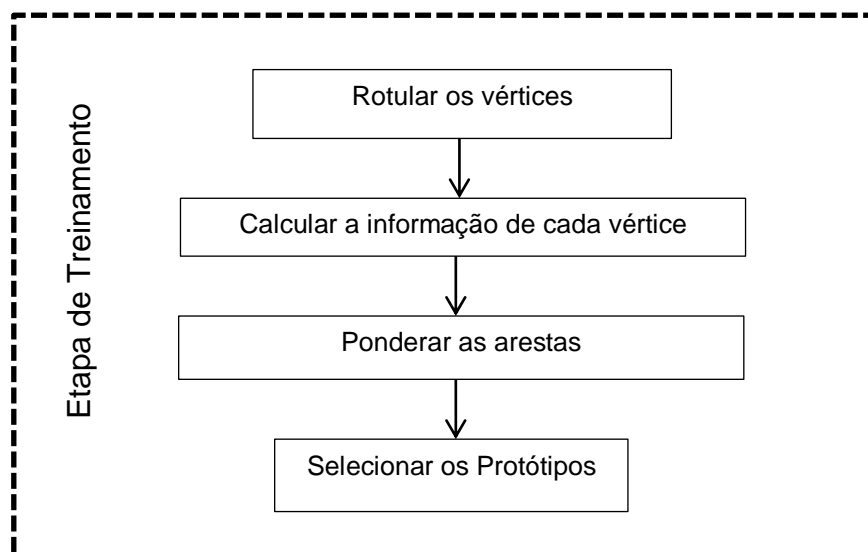 Etapa de Treinamento
Rotular os vértices
Calcular a informação de cada vértice
Ponderar as arestas
Selecionar os Protótipos